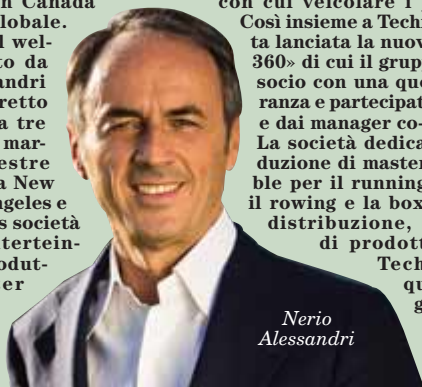 n Canada
lobale.
l wel-
to da
andri
retto
a tre
mar-
estre
a New
ngeles e
s società
tertein-
odut-
er
con cui veicolare i p
Così insieme a Techn
ta lanciata la nuov
360» di cui il grup
socio con una quo
ranza e partecipat
e dai manager co-
La società dedica
duzione di master
ble per il running
il rowing e la box
distribuzione,
di prodott
Tech
qu
g
Nerio
Alessandri